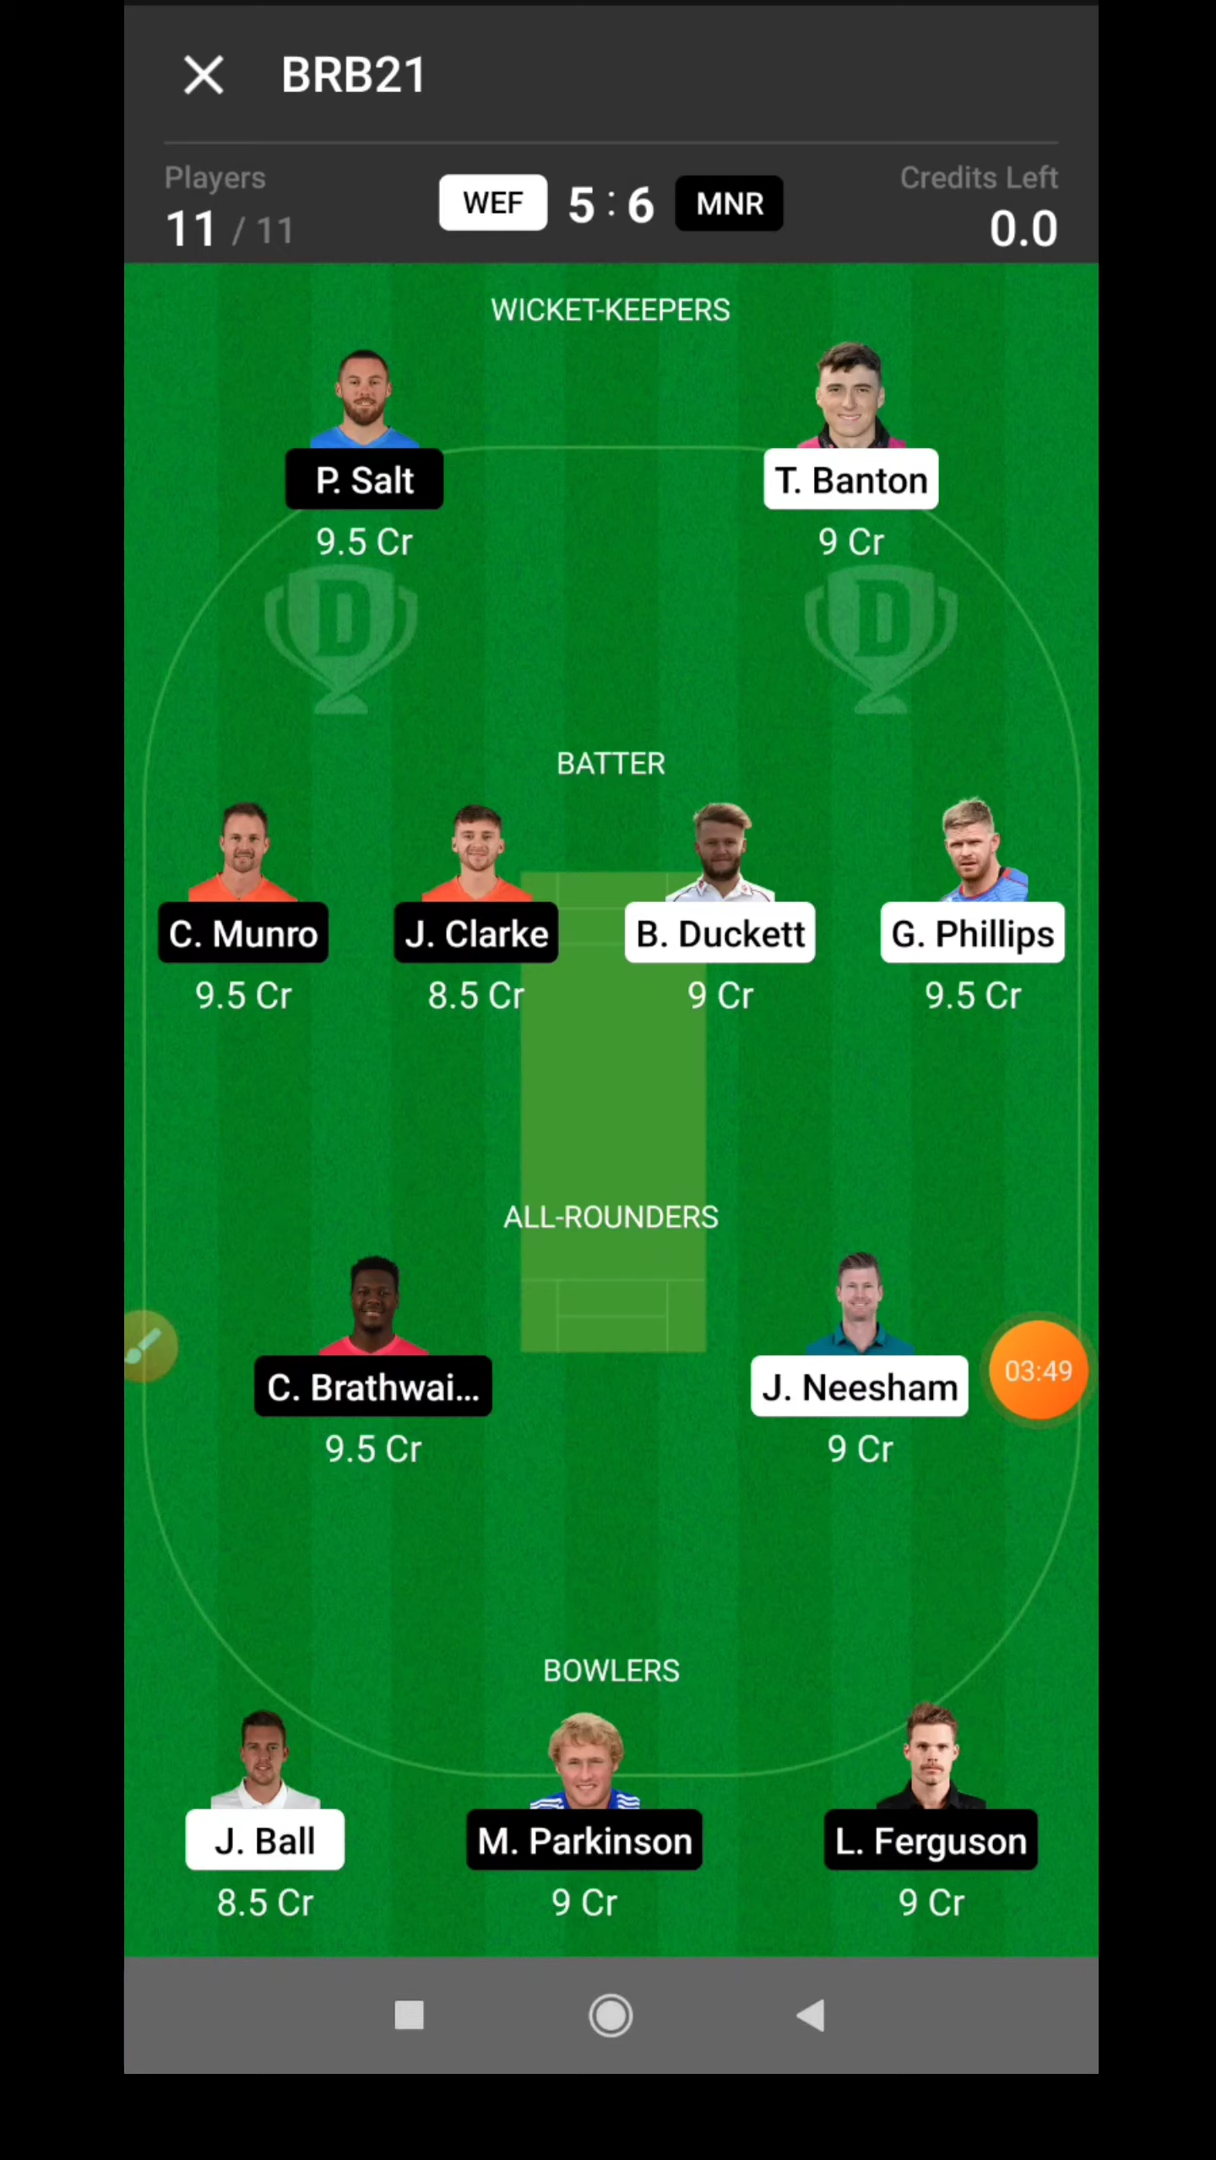 BRB21
Players
11 / 11
WEF 5 : 6 MNR
Credits Left
0.0
WICKET-KEEPERS
P. Salt
9.5 Cr
T. Banton
9 Cr
D
D
BATTER
C. Munro
9.5 Cr
J. Clarke
8.5 Cr
B. Duckett
9 Cr
G. Phillips
9.5 Cr
ALL-ROUNDERS
C. Brathwai...
9.5 Cr
J. Neesham
9 Cr
03:49
BOWLERS
J. Ball
8.5 Cr
M. Parkinson
9 Cr
L. Ferguson
9 Cr